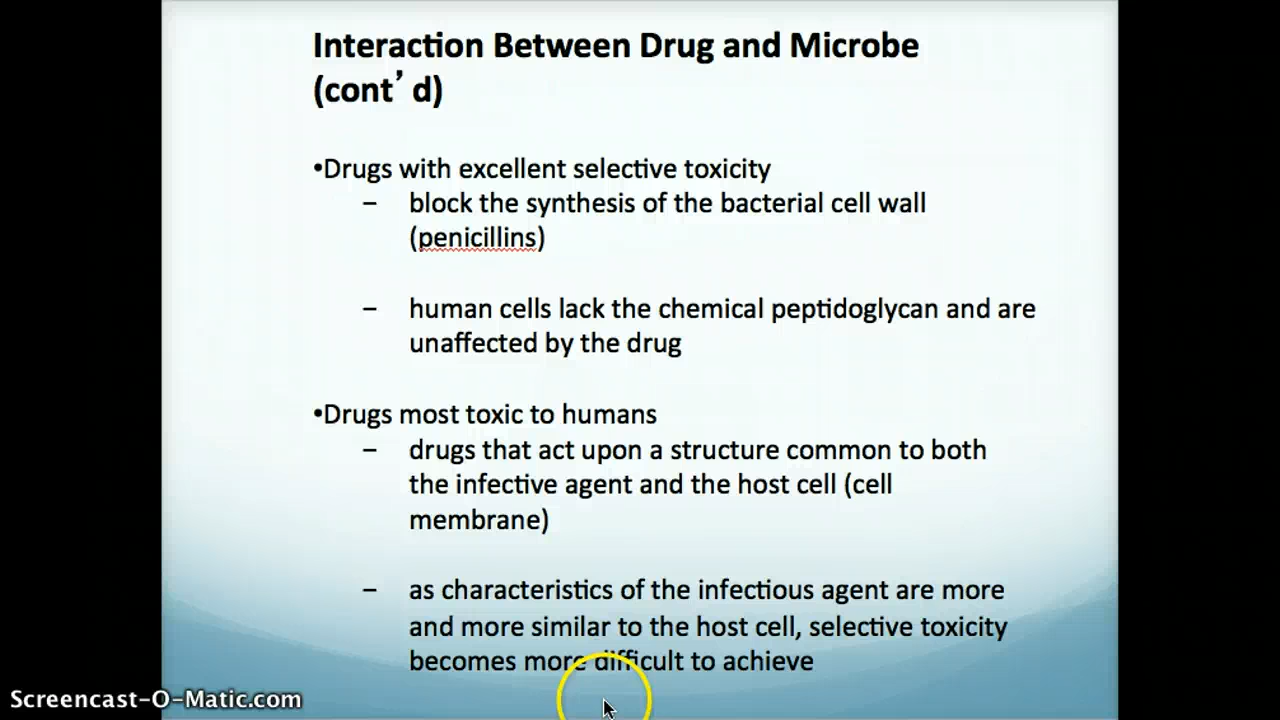 Interaction Between Drug and Microbe
(cont’ d)
•Drugs with excellent selective toxicity
– block the synthesis of the bacterial cell wall
(penicillins)
– human cells lack the chemical peptidoglycan and are
unaffected by the drug
•Drugs most toxic to humans
– drugs that act upon a structure common to both
the infective agent and the host cell (cell
membrane)
– as characteristics of the infectious agent are more
and more similar to the host cell, selective toxicity
becomes more difficult to achieve
Screencast-O-Matic.com